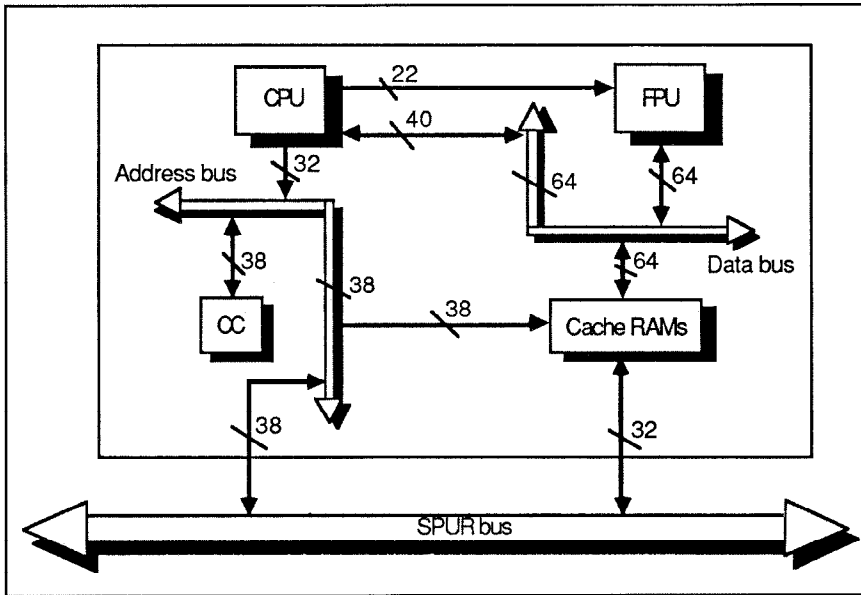 CPU
22
FPU
40
32
Address bus
64
64
Data bus
38
38
64
CC
38
Cache RAMs
38
32
SPUR bus